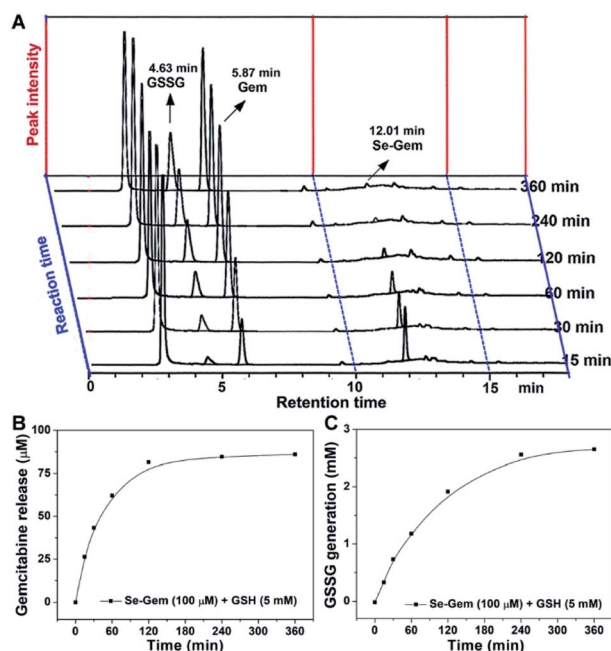 A
Peak intensity
4.63 min
GSSG
5.87 min
Gem
12.01 min
Se-Gem
360 min
240 min
120 min
60 min
30 min
15 min
Reaction time
0 5 10 15 min
Retention time
B
Gemcitabine release (μM)
100
75
50
25
0
Se-Gem (100 μM) + GSH (5 mM)
0 60 120 180 240 300 360
Time (min)
C
GSSG generation (mM)
3
2
1
0
Se-Gem (100 μM) + GSH (5 mM)
0 60 120 180 240 300 360
Time (min)